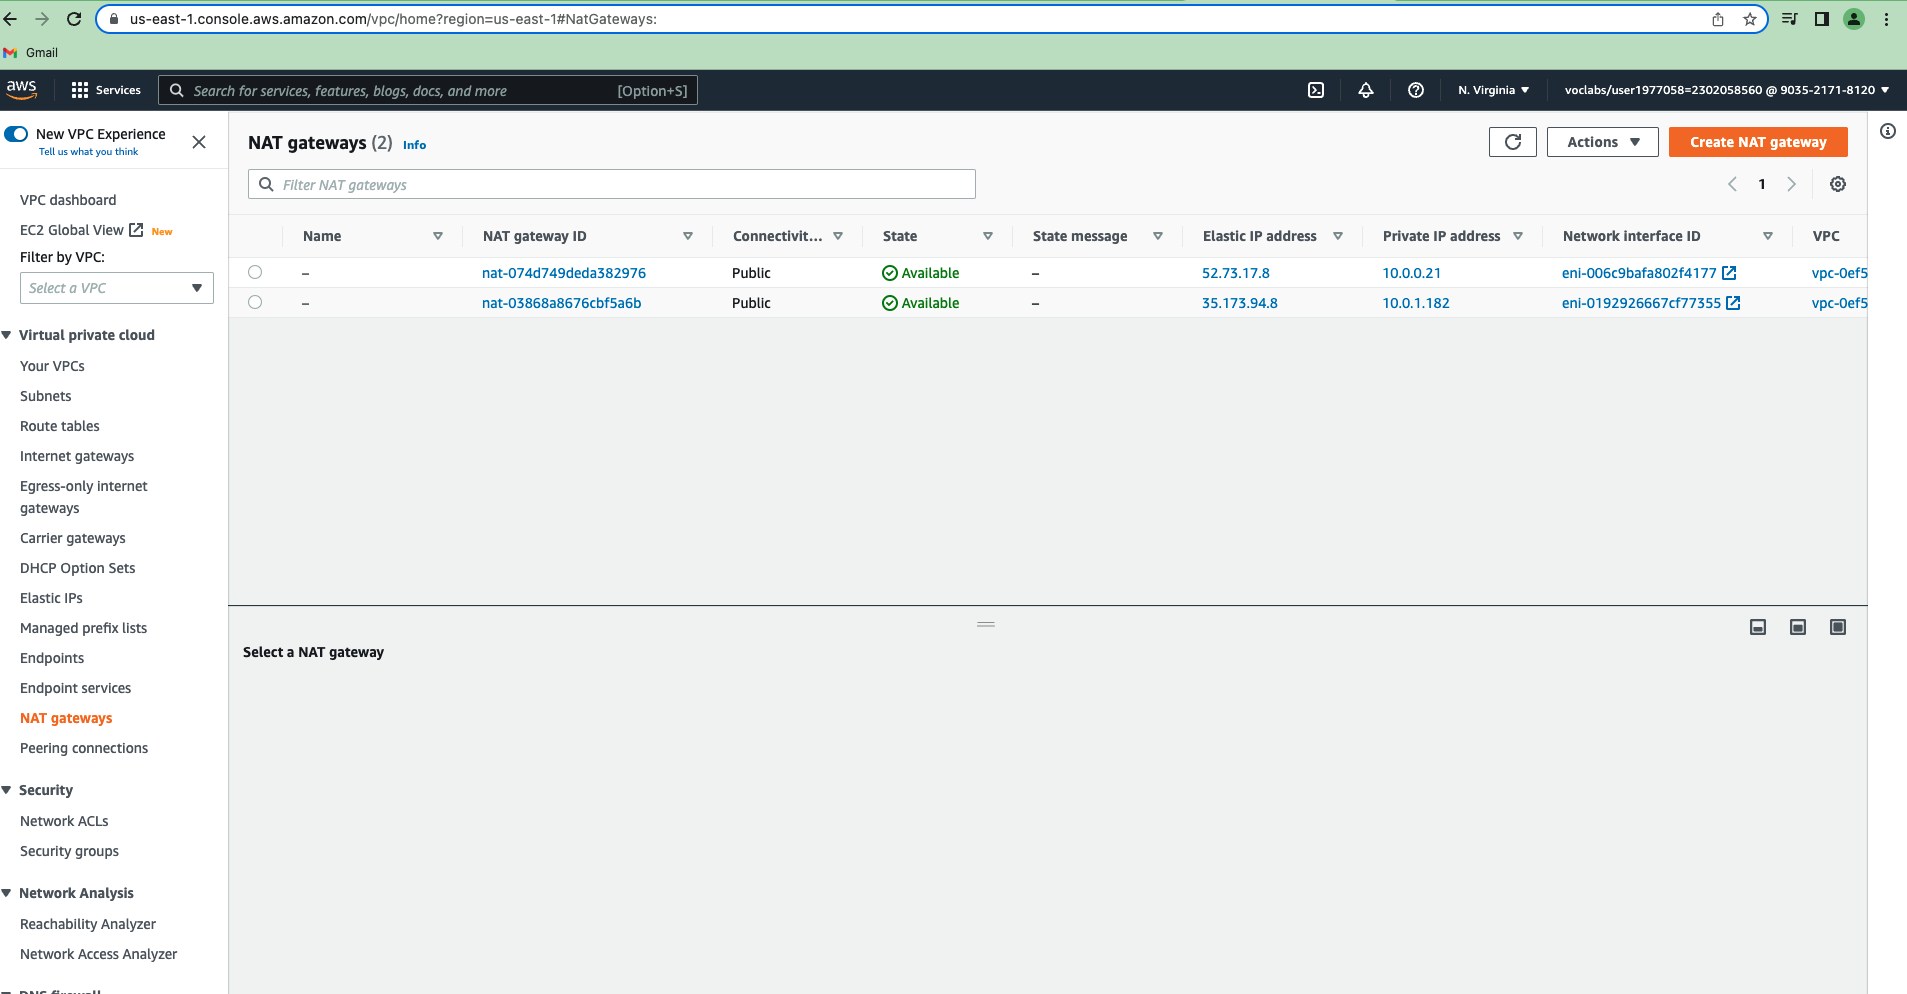 us-east-1.console.aws.amazon.com/vpc/home?region=us-east-1#NatGateways:
Gmail
aws Services Search for services, features, blogs, docs, and more [Option+S] N. Virginia ▼ voclabs/user1977058=2302058560 @ 9035-2171-8120 ▼
New VPC Experience
Tell us what you think
VPC dashboard
EC2 Global View New
Filter by VPC:
Select a VPC
Virtual private cloud
Your VPCs
Subnets
Route tables
Internet gateways
Egress-only internet
gateways
Carrier gateways
DHCP Option Sets
Elastic IPs
Managed prefix lists
Endpoints
Endpoint services
NAT gateways
Peering connections
Security
Network ACLs
Security groups
Network Analysis
Reachability Analyzer
Network Access Analyzer
DNS firewall
NAT gateways (2) Info
Actions ▼ Create NAT gateway
Filter NAT gateways
1
Name NAT gateway ID Connectivit... State State message Elastic IP address Private IP address Network interface ID VPC
– nat-074d749deda382976 Public Available – 52.73.17.8 10.0.0.21 eni-006c9bafa802f4177 vpc-0ef5
– nat-03868a8676cbf5a6b Public Available – 35.173.94.8 10.0.1.182 eni-0192926667cf77355 vpc-0ef5
Select a NAT gateway